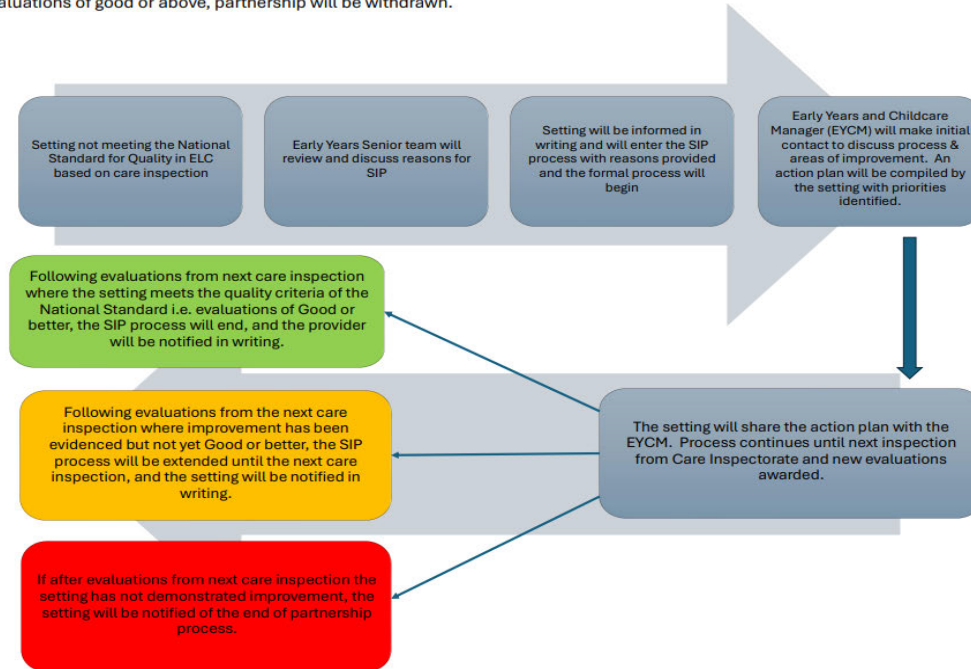 aluations of good or above, partnership will be withdrawn.
Setting not meeting the National
Standard for Quality in ELC
based on care inspection
Early Years Senior team will
review and discuss reasons for
SIP
Setting will be informed in
writing and will enter the SIP
process with reasons provided
and the formal process will
begin
Early Years and Childcare
Manager (EYCM) will make initial
contact to discuss process &
areas of improvement. An
action plan will be compiled by
the setting with priorities
identified.
Following evaluations from next care inspection
where the setting meets the quality criteria of the
National Standard i.e. evaluations of Good or
better, the SIP process will end, and the provider
will be notified in writing.
Following evaluations from the next care
inspection where improvement has been
evidenced but not yet Good or better, the SIP
process will be extended until the next care
inspection, and the setting will be notified in
writing.
The setting will share the action plan with the
EYCM. Process continues until next inspection
from Care Inspectorate and new evaluations
awarded.
If after evaluations from next care inspection the
setting has not demonstrated improvement, the
setting will be notified of the end of partnership
process.